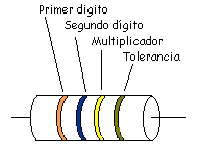 Primer digito
Segundo digito
Multiplicador
Tolerancia